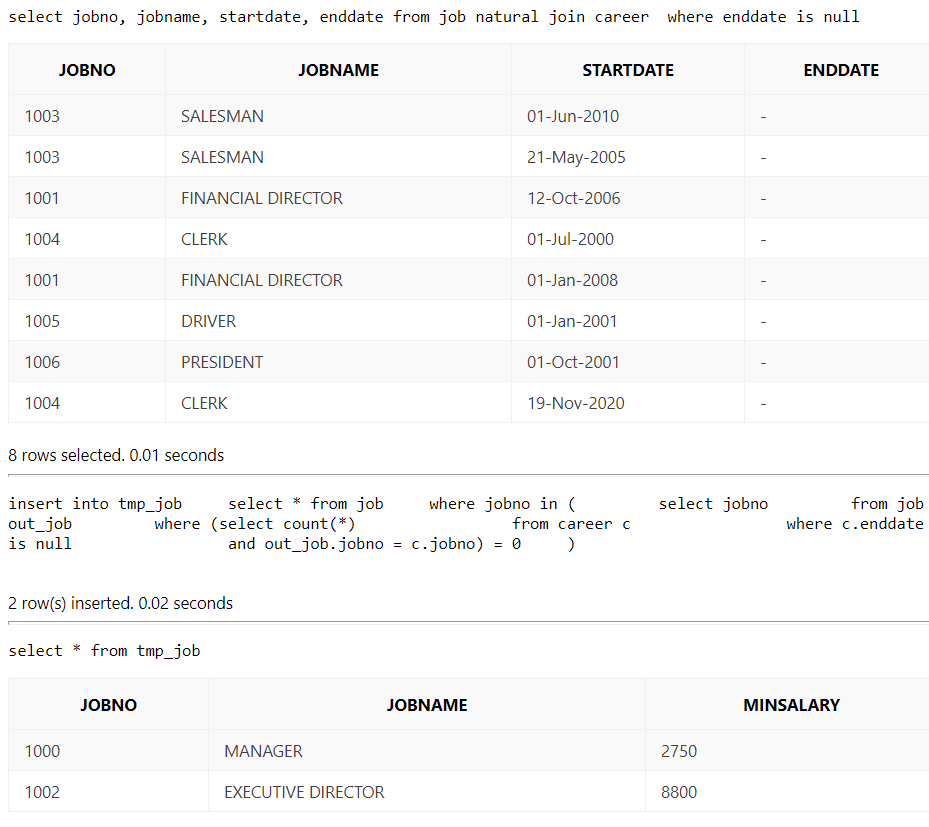 select jobno, jobname, startdate, enddate from job natural join career  where enddate is null
JOBNO JOBNAME STARTDATE ENDDATE
1003 SALESMAN 01-Jun-2010 -
1003 SALESMAN 21-May-2005 -
1001 FINANCIAL DIRECTOR 12-Oct-2006 -
1004 CLERK 01-Jul-2000 -
1001 FINANCIAL DIRECTOR 01-Jan-2008 -
1005 DRIVER 01-Jan-2001 -
1006 PRESIDENT 01-Oct-2001 -
1004 CLERK 19-Nov-2020 -
8 rows selected. 0.01 seconds
insert into tmp_job     select * from job     where jobno in (         select jobno         from job
out_job         where (select count(*)                 from career c                 where c.enddate
is null                 and out_job.jobno = c.jobno) = 0     )
2 row(s) inserted. 0.02 seconds
select * from tmp_job
JOBNO JOBNAME MINSALARY
1000 MANAGER 2750
1002 EXECUTIVE DIRECTOR 8800